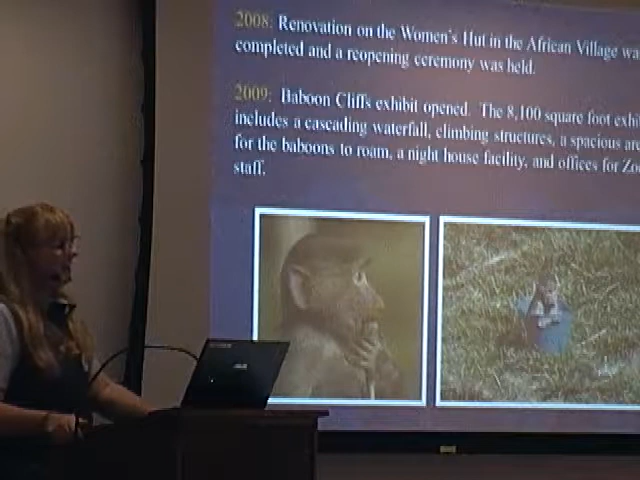 2008: Renovation on the Women's Hut in the African Village wa
completed and a reopening ceremony was held.
2009: Baboon Cliffs exhibit opened. The 8,100 square foot exhi
includes a cascading waterfall, climbing structures, a spacious are
for the baboons to roam, a night house facility, and offices for Zoo
staff.